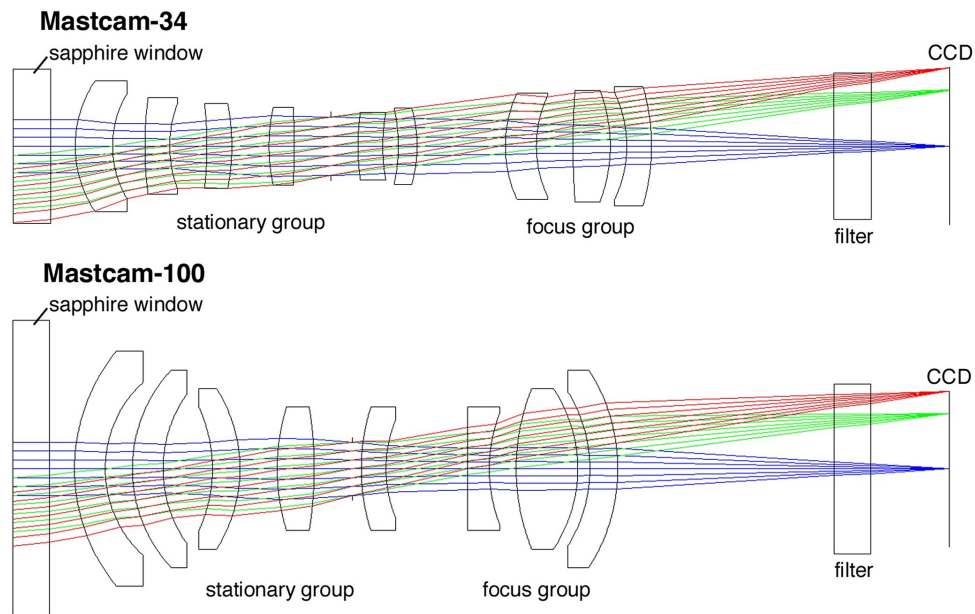 Mastcam-34
sapphire window
CCD
stationary group
focus group
filter
Mastcam-100
sapphire window
CCD
stationary group
focus group
filter